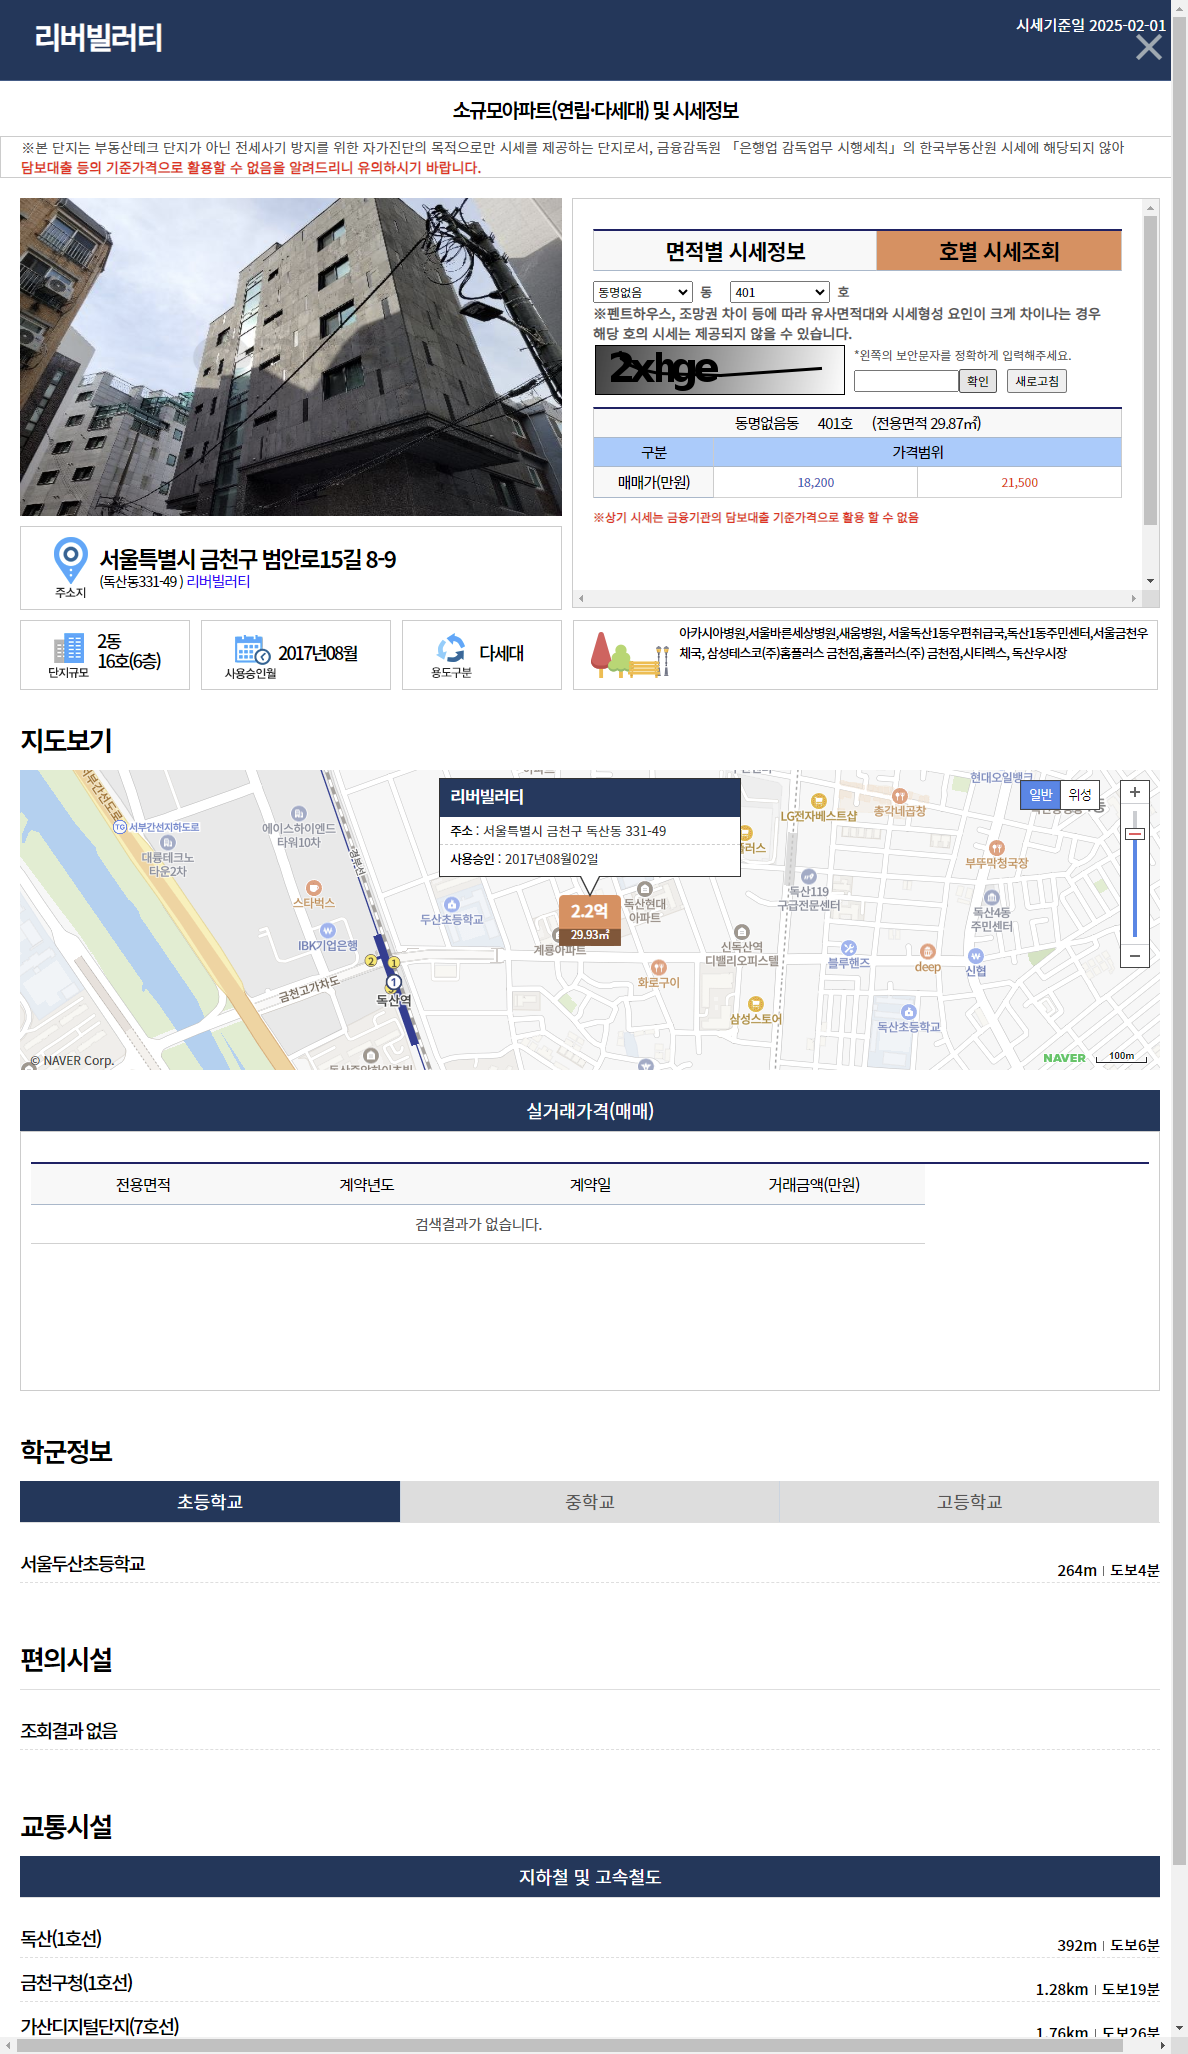 리버빌러티
시세기준일 2025-02-01
소규모아파트(연립·다세대) 및 시세정보
※본 단지는 부동산테크 단지가 아닌 전세사기 방지를 위한 자가진단의 목적으로만 시세를 제공하는 단지로서, 금융감독원 「은행업 감독업무 시행세칙」의 한국부동산원 시세에 해당되지 않아
담보대출 등의 기준가격으로 활용할 수 없음을 알려드리니 유의하시기 바랍니다.
면적별 시세정보 호별 시세조회
동명없음 동 401 호
※펜트하우스, 조망권 차이 등에 따라 유사면적대와 시세형성 요인이 크게 차이나는 경우
해당 호의 시세는 제공되지 않을 수 있습니다.
2xhge
*왼쪽의 보안문자를 정확하게 입력해주세요.
확인 새로고침
동명없음동 401호 (전용면적 29.87㎡)
구분 가격범위
매매가(만원) 18,200 21,500
※상기 시세는 금융기관의 담보대출 기준가격으로 활용 할 수 없음
주소지
서울특별시 금천구 범안로15길 8-9
(독산동331-49 ) 리버빌러티
단지규모
2동
16호(6층)
사용승인월
2017년08월
용도구분
다세대
아카시아병원,서울바른세상병원,새움병원, 서울독산1동우편취급국,독산1동주민센터,서울금천우
체국, 삼성테스코(주)홈플러스 금천점,홈플러스(주) 금천점,시티렉스, 독산우시장
지도보기
리버빌러티
주소 : 서울특별시 금천구 독산동 331-49
사용승인 : 2017년08월02일
2.2억
29.93㎡
현대오일뱅크
일반 위성
LG전자베스트샵
총각네곱창
TG 서부간선지하도로
에이스하이엔드
타워10차
대륭테크노
타운2차
경부선
플러스
부뚜막청국장
스타벅스
두산초등학교
독산현대
아파트
독산119
구급전문센터
독산4동
주민센터
IBK기업은행
계룡아파트
신독산역
디밸리오피스텔
블루핸즈
deep
신협
2
1
1
독산역
금천고가차도
화로구이
삼성스토어
독산초등학교
© NAVER Corp.
NAVER
100m
실거래가격(매매)
전용면적 계약년도 계약일 거래금액(만원)
검색결과가 없습니다.
학군정보
초등학교 중학교 고등학교
서울두산초등학교
264m 도보4분
편의시설
조회결과 없음
교통시설
지하철 및 고속철도
독산(1호선)
392m 도보6분
금천구청(1호선)
1.28km 도보19분
가산디지털단지(7호선)
1.76km 도보26분